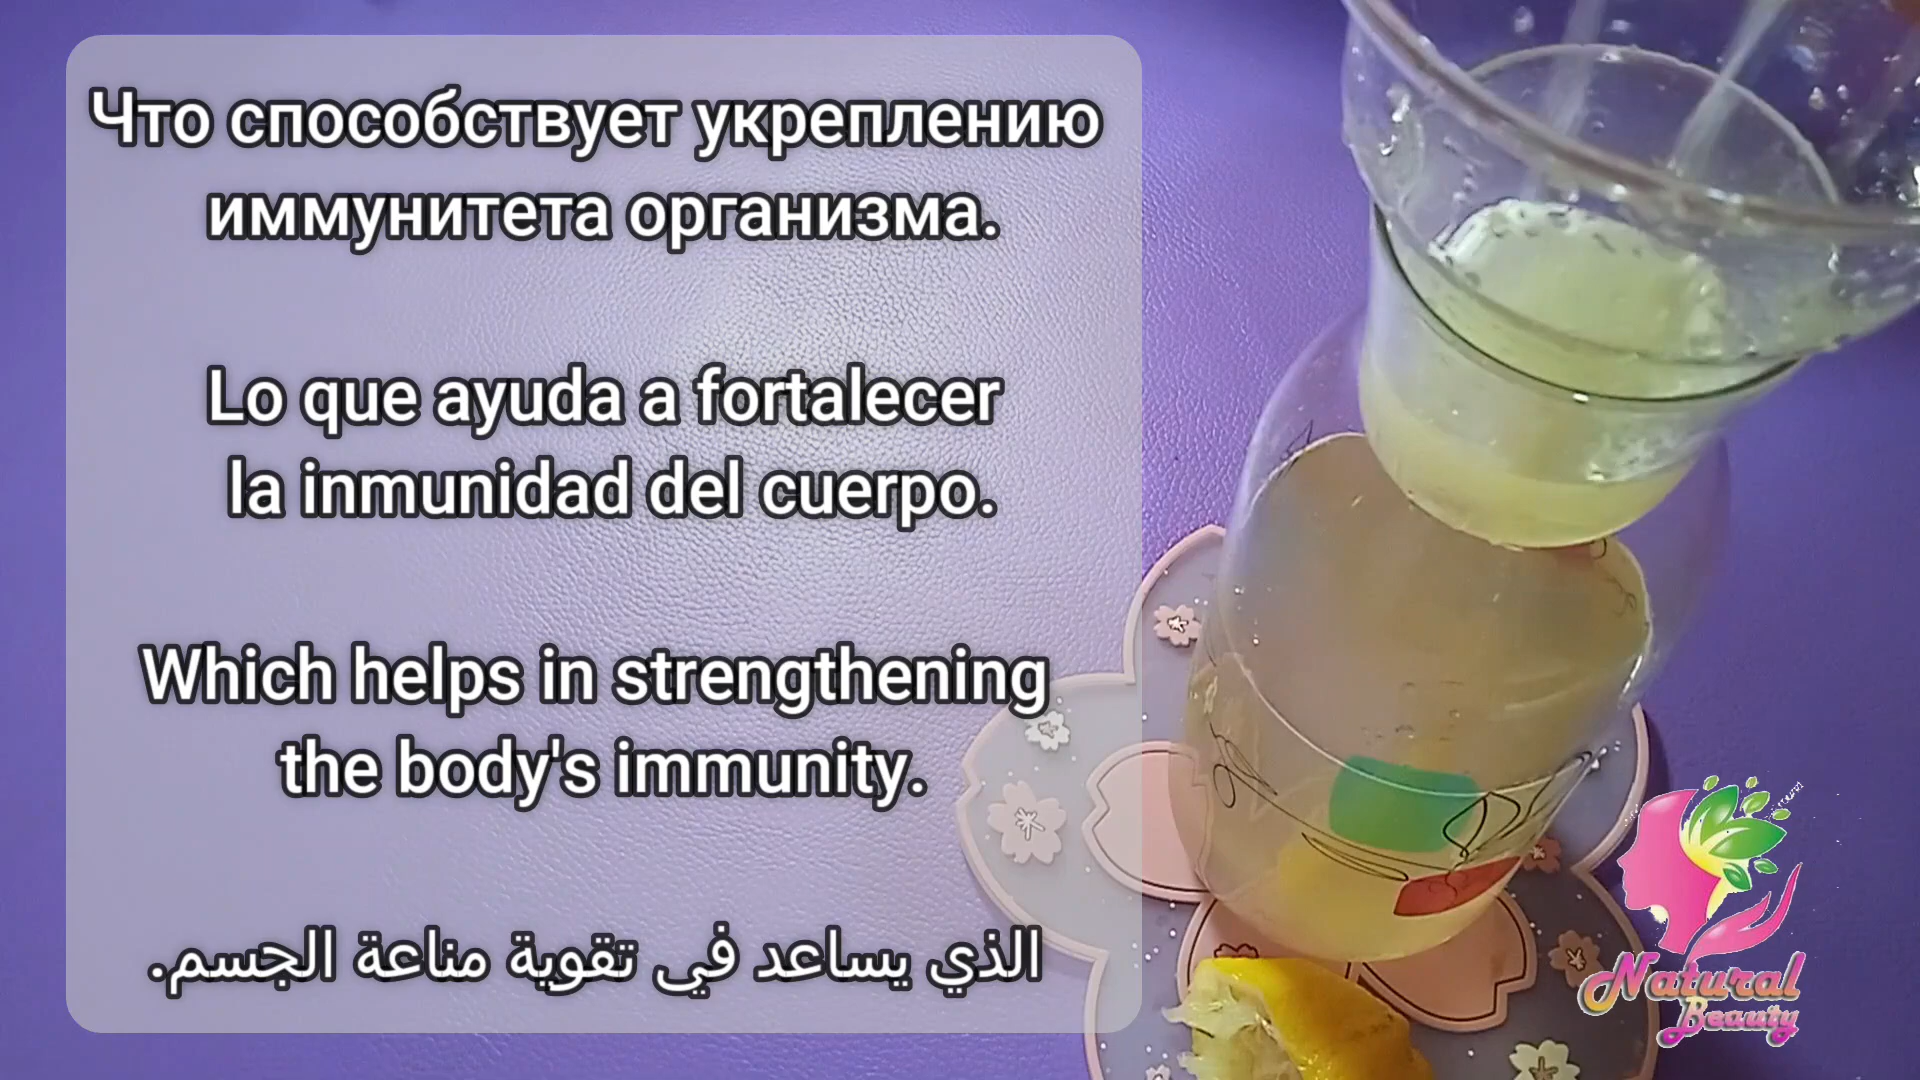 Что способствует укреплению
иммунитета организма.
Lo que ayuda a fortalecer
la inmunidad del cuerpo.
Which helps in strengthening
the body's immunity.
الذي يساعد في تقوية مناعة الجسم.
Natural
Beauty